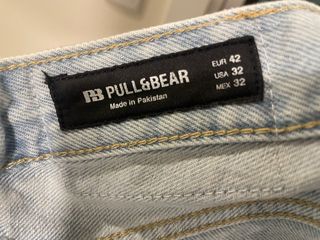 PB PULL&BEAR
Made in Pakistan
EUR 42
USA 32
MEX 32